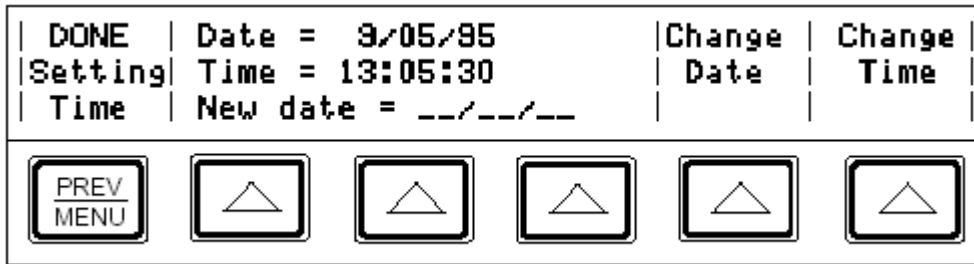 | DONE | Date = 9/05/95 |Change | Change |
|Setting| Time = 13:05:30 | Date | Time |
| Time | New date = __/__/__ | | |
PREV
MENU